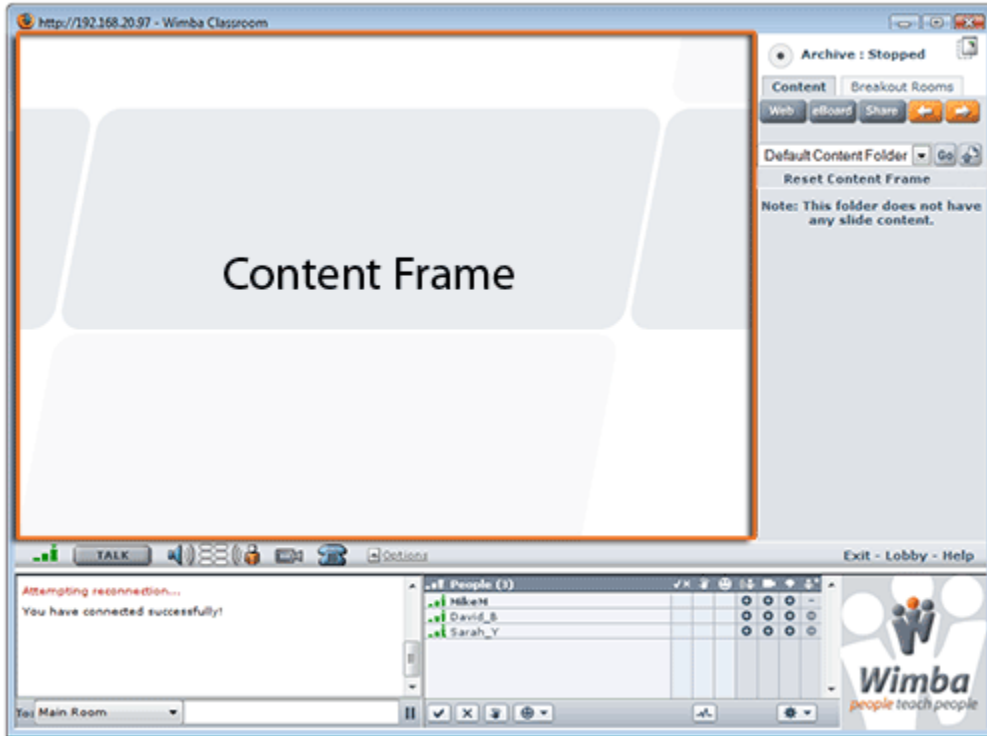 http://192.168.20.97 - Wimba Classroom
Archive : Stopped
Content Breakout Rooms
Web eBoard Share
Default Content Folder Go
Reset Content Frame
Note: This folder does not have
any slide content.
Content Frame
TALK Options
Exit - Lobby - Help
Attempting reconnection...
You have connected successfully!
People (3)
MikeM
David_B
Sarah_Y
To: Main Room
Wimba
people teach people